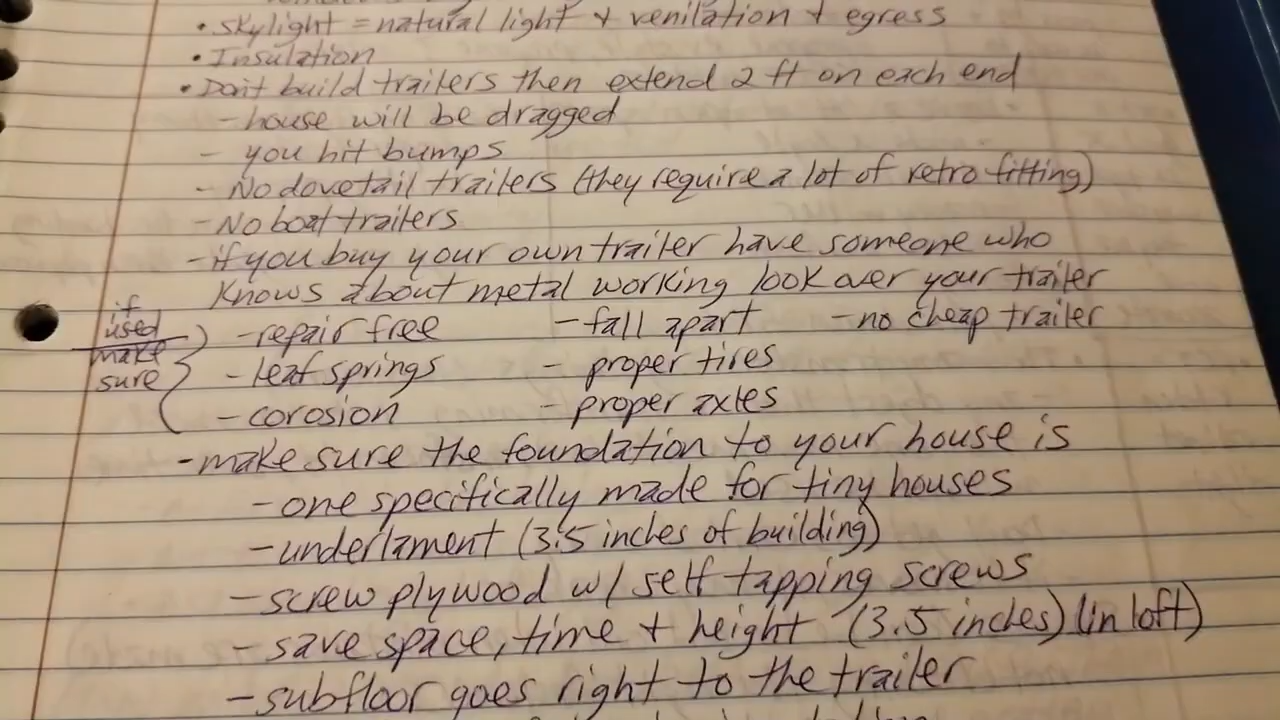 • skylight = natural light + venilation + egress
• Insulation
• Don't build trailers then extend 2 ft on each end
- house will be dragged
- you hit bumps
- No dovetail trailers (they require a lot of retro fitting)
- No boat trailers
- if you buy your own trailer have someone who
knows about metal working look over your trailer
if used make sure
- repair free - fall apart - no cheap trailer
- leaf springs - proper tires
- corosion - proper axles
- make sure the foundation to your house is
- one specifically made for tiny houses
- underlament (3.5 inches of building)
- screw plywood w/ self tapping screws
- save space, time + height (3.5 inches) (in loft)
- subfloor goes right to the trailer